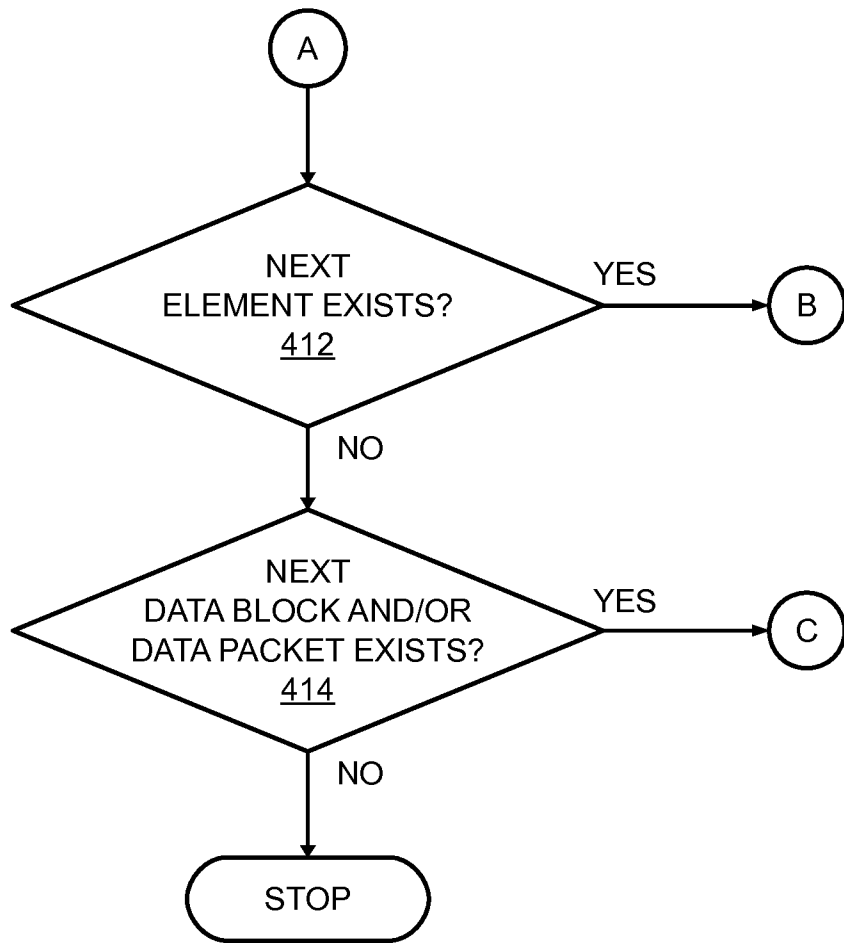 A
NEXT
ELEMENT EXISTS?
412
YES
B
NO
NEXT
DATA BLOCK AND/OR
DATA PACKET EXISTS?
414
YES
C
NO
STOP